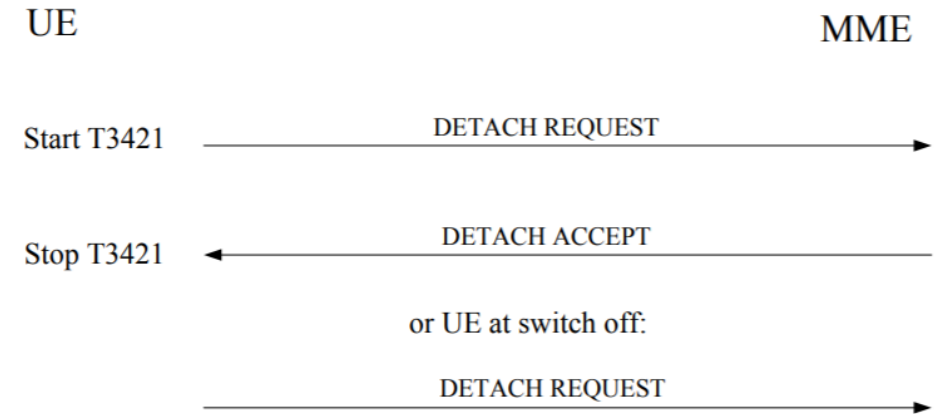 UE
MME
Start T3421
DETACH REQUEST
Stop T3421
DETACH ACCEPT
or UE at switch off:
DETACH REQUEST